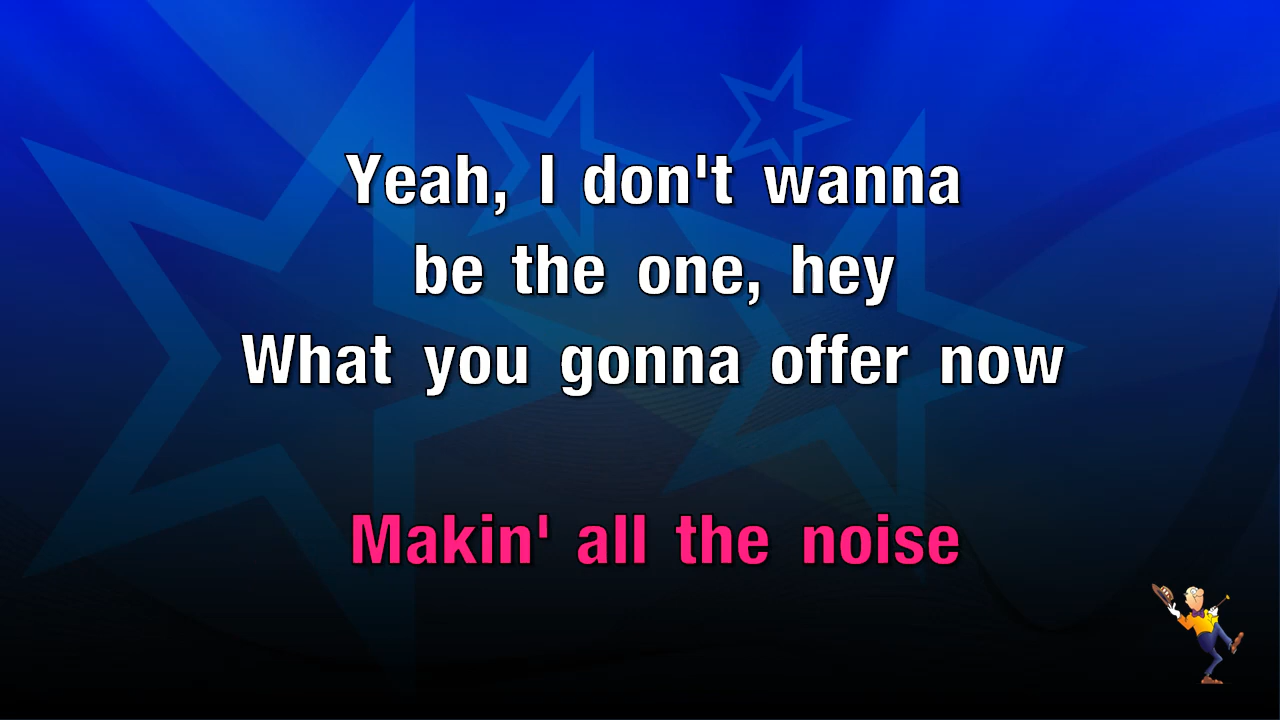 Yeah, I don't wanna
be the one, hey
What you gonna offer now
Makin' all the noise